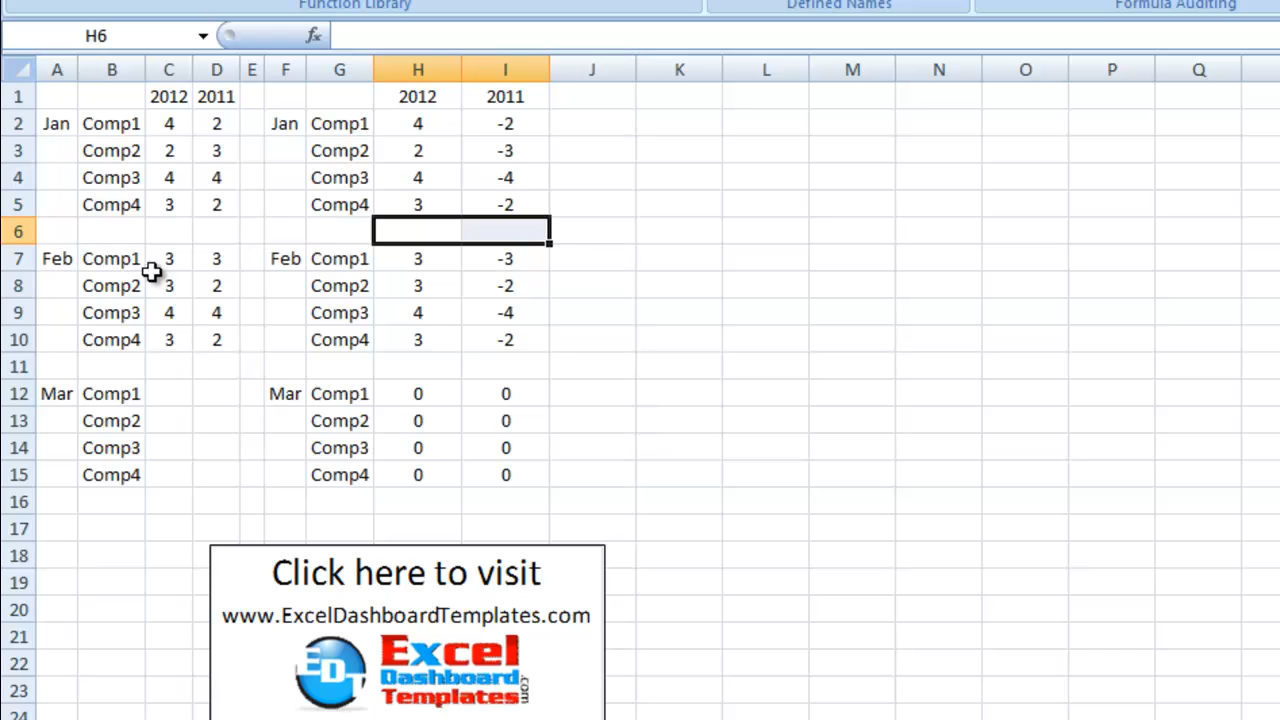 Function Library Defined Names Formula Auditing
H6 fx
A B C D E F G H I J K L M N O P Q
1 2012 2011 2012 2011
2 Jan Comp1 4 2 Jan Comp1 4 -2
3 Comp2 2 3 Comp2 2 -3
4 Comp3 4 4 Comp3 4 -4
5 Comp4 3 2 Comp4 3 -2
6
7 Feb Comp1 3 3 Feb Comp1 3 -3
8 Comp2 3 2 Comp2 3 -2
9 Comp3 4 4 Comp3 4 -4
10 Comp4 3 2 Comp4 3 -2
11
12 Mar Comp1 Mar Comp1 0 0
13 Comp2 Comp2 0 0
14 Comp3 Comp3 0 0
15 Comp4 Comp4 0 0
16
17
18
19 Click here to visit
20
21 www.ExcelDashboardTemplates.com
22 Excel
23 EDT Dashboard .com
24 Templates